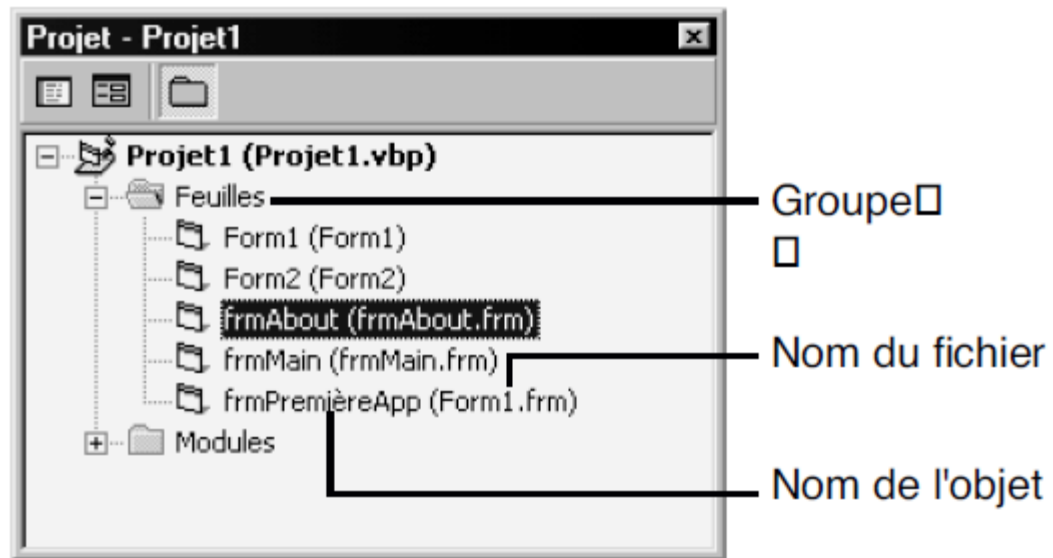 Projet - Projet1
Projet1 (Projet1.vbp)
Feuilles
Groupe
Form1 (Form1)
Form2 (Form2)
frmAbout (frmAbout.frm)
frmMain (frmMain.frm)
Nom du fichier
frmPremièreApp (Form1.frm)
Modules
Nom de l'objet